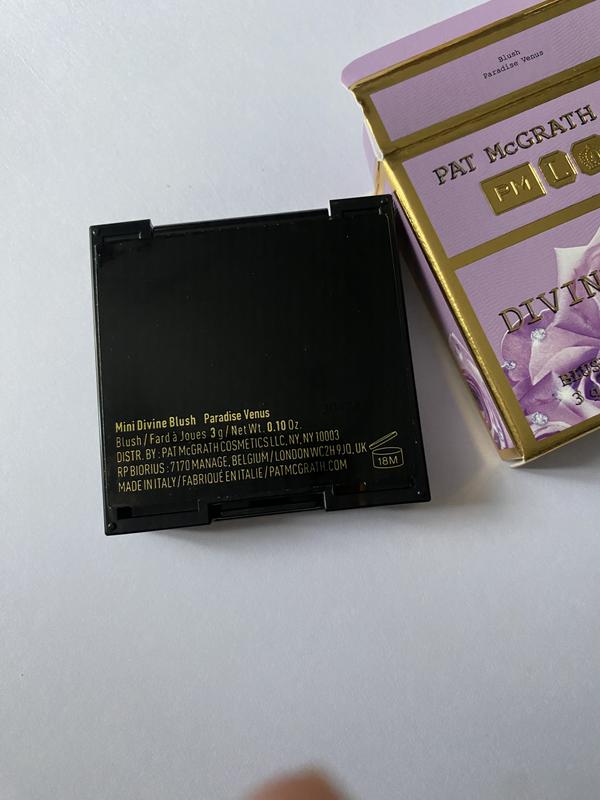 Blush
Paradise Venus
PAT McGRATH
PM L
DIVIN
BLUS
3 g
Mini Divine Blush Paradise Venus
Blush / Fard à Joues 3 g / Net Wt. 0.10 Oz.
DISTR. BY : PAT McGRATH COSMETICS LLC, NY, NY 10003
RP BIORIUS : 7170 MANAGE, BELGIUM / LONDON WC2H 9JQ, UK
MADE IN ITALY / FABRIQUÉ EN ITALIE / PATMCGRATH.COM
18M